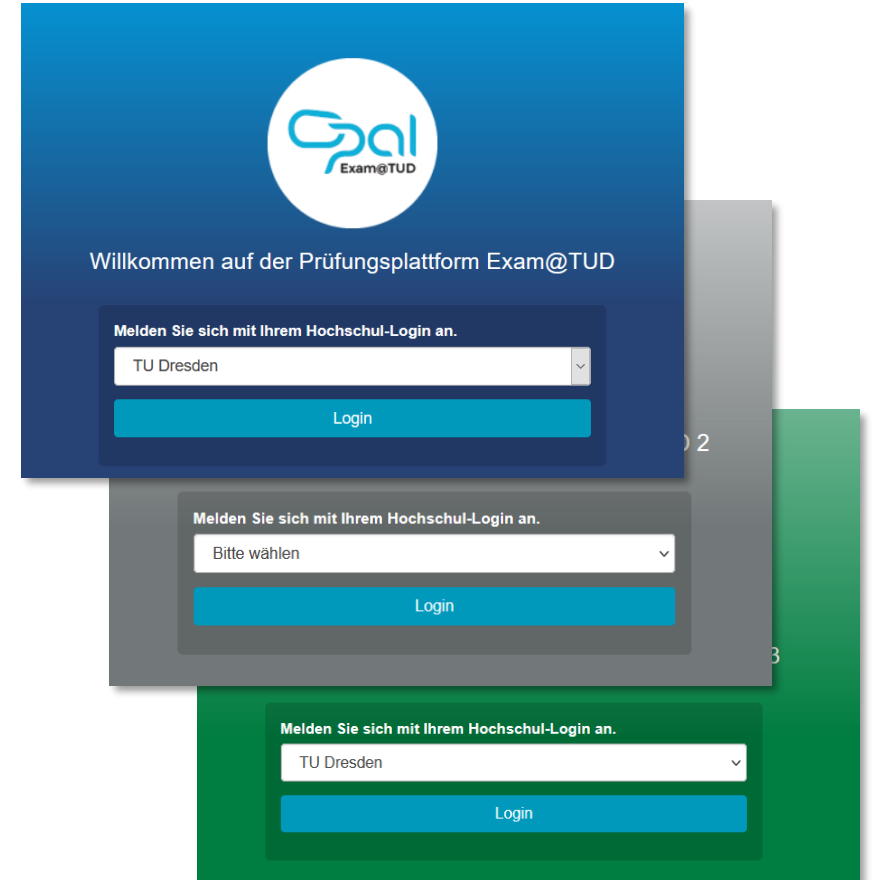 Opal
Exam@TUD
Willkommen auf der Prüfungsplattform Exam@TUD
Melden Sie sich mit Ihrem Hochschul-Login an.
TU Dresden
Login
2
Melden Sie sich mit Ihrem Hochschul-Login an.
Bitte wählen
Login
3
Melden Sie sich mit Ihrem Hochschul-Login an.
TU Dresden
Login